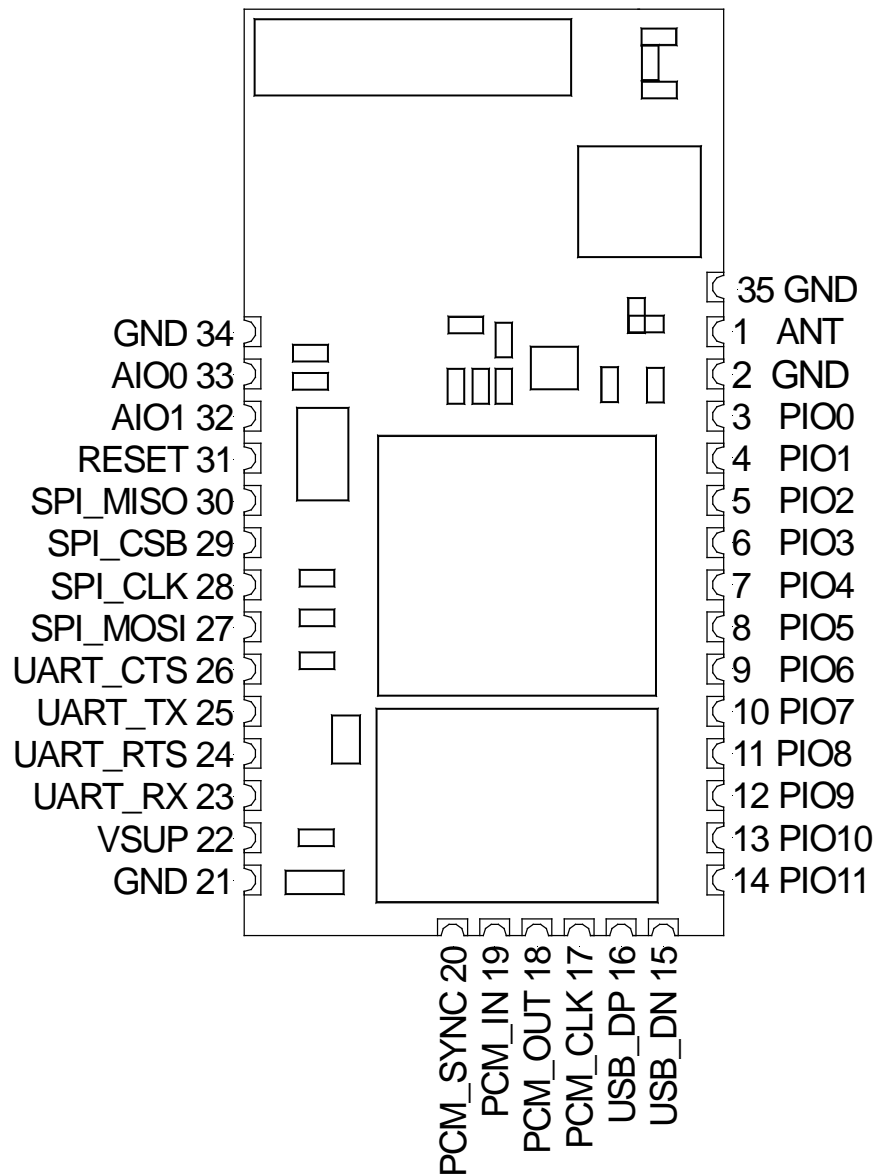 GND 34
AIO0 33
AIO1 32
RESET 31
SPI_MISO 30
SPI_CSB 29
SPI_CLK 28
SPI_MOSI 27
UART_CTS 26
UART_TX 25
UART_RTS 24
UART_RX 23
VSUP 22
GND 21
35 GND
1 ANT
2 GND
3 PIO0
4 PIO1
5 PIO2
6 PIO3
7 PIO4
8 PIO5
9 PIO6
10 PIO7
11 PIO8
12 PIO9
13 PIO10
14 PIO11
PCM_SYNC 20
PCM_IN 19
PCM_OUT 18
PCM_CLK 17
USB_DP 16
USB_DN 15